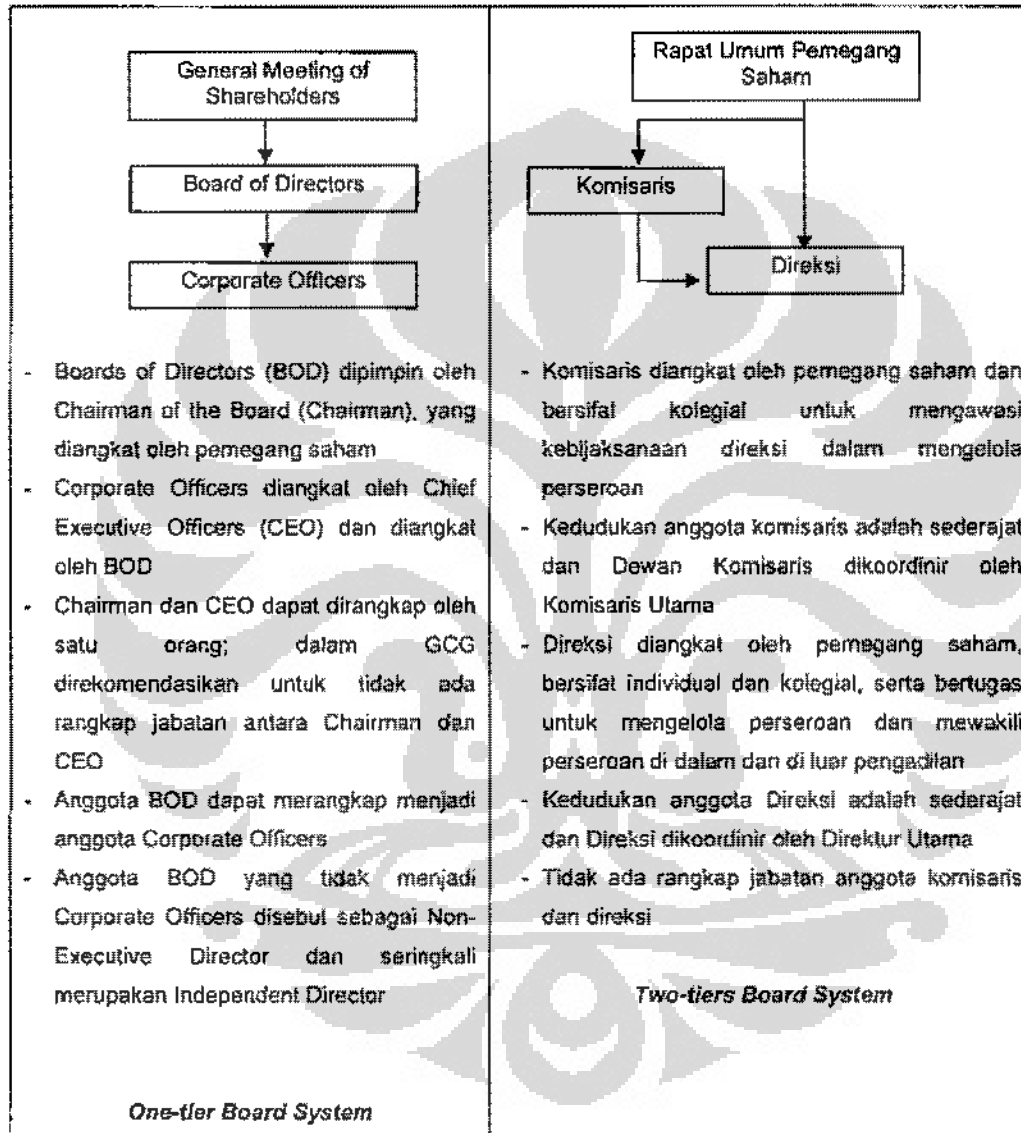 General Meeting of
Shareholders
Board of Directors
Corporate Officers
- Boards of Directors (BOD) dipimpin oleh
Chairman of the Board (Chairman), yang
diangkat oleh pemegang saham
- Corporate Officers diangkat oleh Chief
Executive Officers (CEO) dan diangkat
oleh BOD
- Chairman dan CEO dapat dirangkap oleh
satu orang; dalam GCG
direkomendasikan untuk tidak ada
rangkap jabatan antara Chairman dan
CEO
- Anggota BOD dapat merangkap menjadi
anggota Corporate Officers
- Anggota BOD yang tidak menjadi
Corporate Officers disebut sebagai Non-
Executive Director dan seringkali
merupakan Independent Director
One-tier Board System
Rapat Umum Pemegang
Saham
Komisaris
Direksi
- Komisaris diangkat oleh pemegang saham dan
bersifat kolegial untuk mengawasi
kebijaksanaan direksi dalam mengelola
perseroan
- Kedudukan anggota komisaris adalah sederajat
dan Dewan Komisaris dikoordinir oleh
Komisaris Utama
- Direksi diangkat oleh pemegang saham,
bersifat individual dan kolegial, serta bertugas
untuk mengelola perseroan dan mewakili
perseroan di dalam dan di luar pengadilan
- Kedudukan anggota Direksi adalah sederajat
dan Direksi dikoordinir oleh Direktur Utama
- Tidak ada rangkap jabatan anggota komisaris
dan direksi
Two-tiers Board System